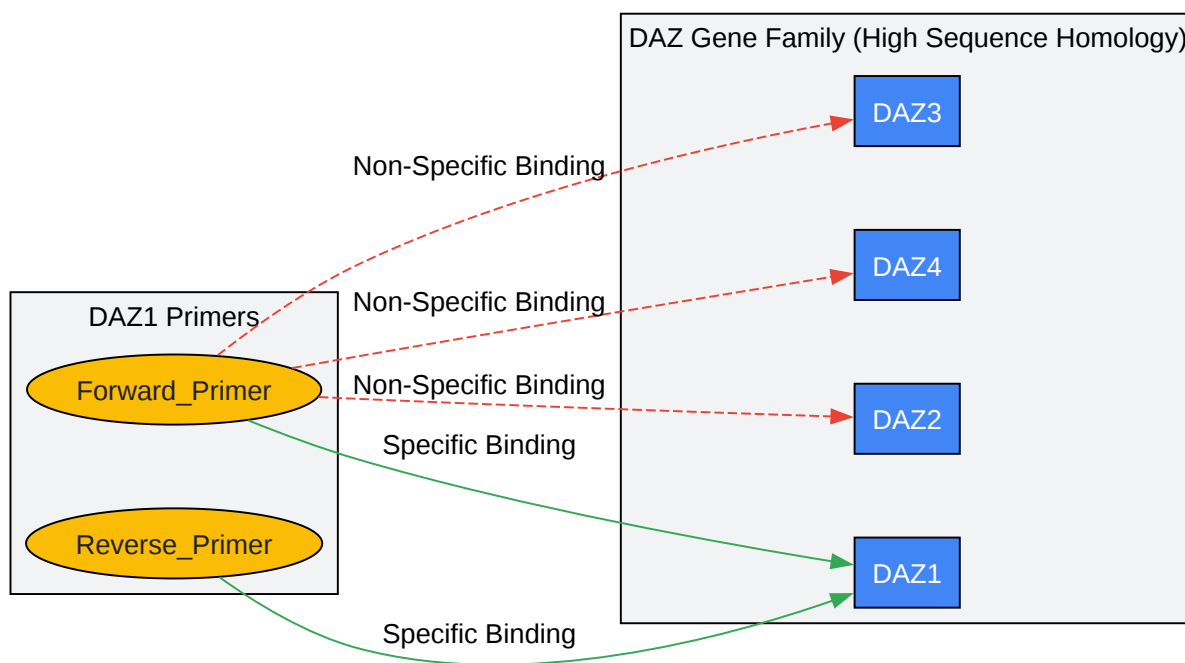 DAZ Gene Family (High Sequence Homology)
DAZ3
Non-Specific Binding
DAZ4
Non-Specific Binding
DAZ1 Primers
Forward_Primer
Non-Specific Binding
DAZ2
Specific Binding
Reverse_Primer
DAZ1
Specific Binding